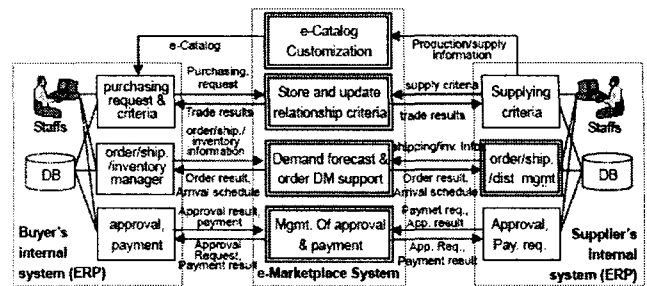 e-Catalog
e-Catalog
Customization
Production/supply
information
purchasing
request &
criteria
Purchasing,
request
Store and update
relationship criteria
supply criteria
Supplying
criteria
Staffs
Trade results
trade results
Staffs
order/ship./
inventory
information
order/ship.
/inventory
manager
Demand forecast &
order DM support
shipping/inv. Info
order/ship.
/dist. mgmt
DB
Order result,
Arrival schedule
Order result,
Arrival schedule
DB
approval,
payment
Approval result,
payment
Mgmt. Of approval
& payment
Paymet req.,
App. result
Approval,
Pay. req.
Approval
Request,
Payment result
App. Req.,
Payment result
Buyer's
internal
system (ERP)
e-Marketplace System
Supplier's
internal
system (ERP)